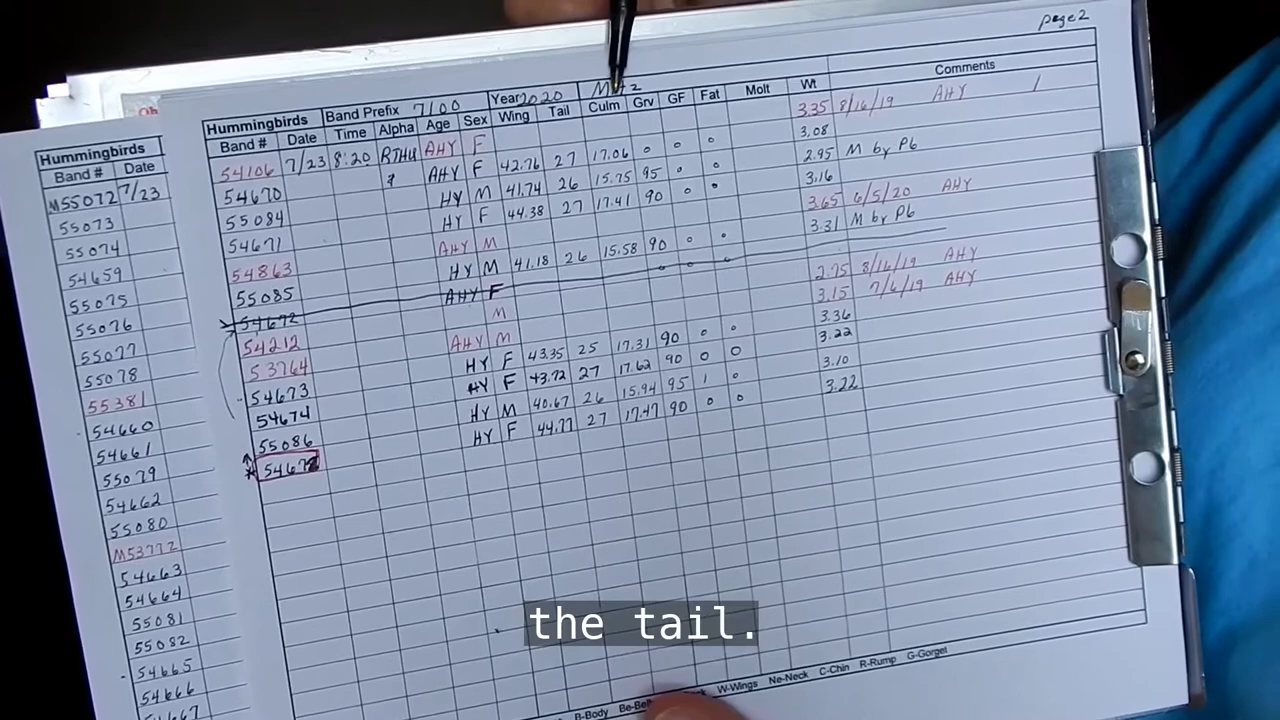 page 2
Hummingbirds Band Prefix 7100 Year 2020
Band # Date Time Alpha Age Sex Wing Tail Culm Grv GF Fat Molt Wt Comments
54106 7/23 8:20 RTHU AHY F 3.35 8/16/19 AHY 1
54670 AHY F 42.76 27 17.06 0 0 0 3.08
55084 HY M 41.74 26 15.75 95 0 0 2.95 M by P6
54671 HY F 44.38 27 17.41 90 0 0 3.16
54863 AHY M 3.65 6/5/20 AHY
55085 HY M 41.18 26 15.58 90 0 0 3.31 M by P6
54672 AHY F 0 0
54212 M 2.75 8/16/19 AHY
53764 AHY M 3.15 7/6/19 AHY
54673 HY F 43.35 25 17.31 90 0 0 3.36
54674 HY F 43.72 27 17.62 90 0 0 3.22
55086 HY M 40.67 26 15.94 95 1 0 3.10
54672 HY F 44.77 27 17.47 90 0 0 3.22
B-Body W-Wings Ne-Neck C-Chin R-Rump G-Gorget
Hummingbirds
Band # Date
M55072 7/23
55073
55074
54659
55075
55076
55077
55078
55381
54660
54661
55079
54662
55080
M53772
54663
54664
55081
55082
54665
54666
54667
the tail.